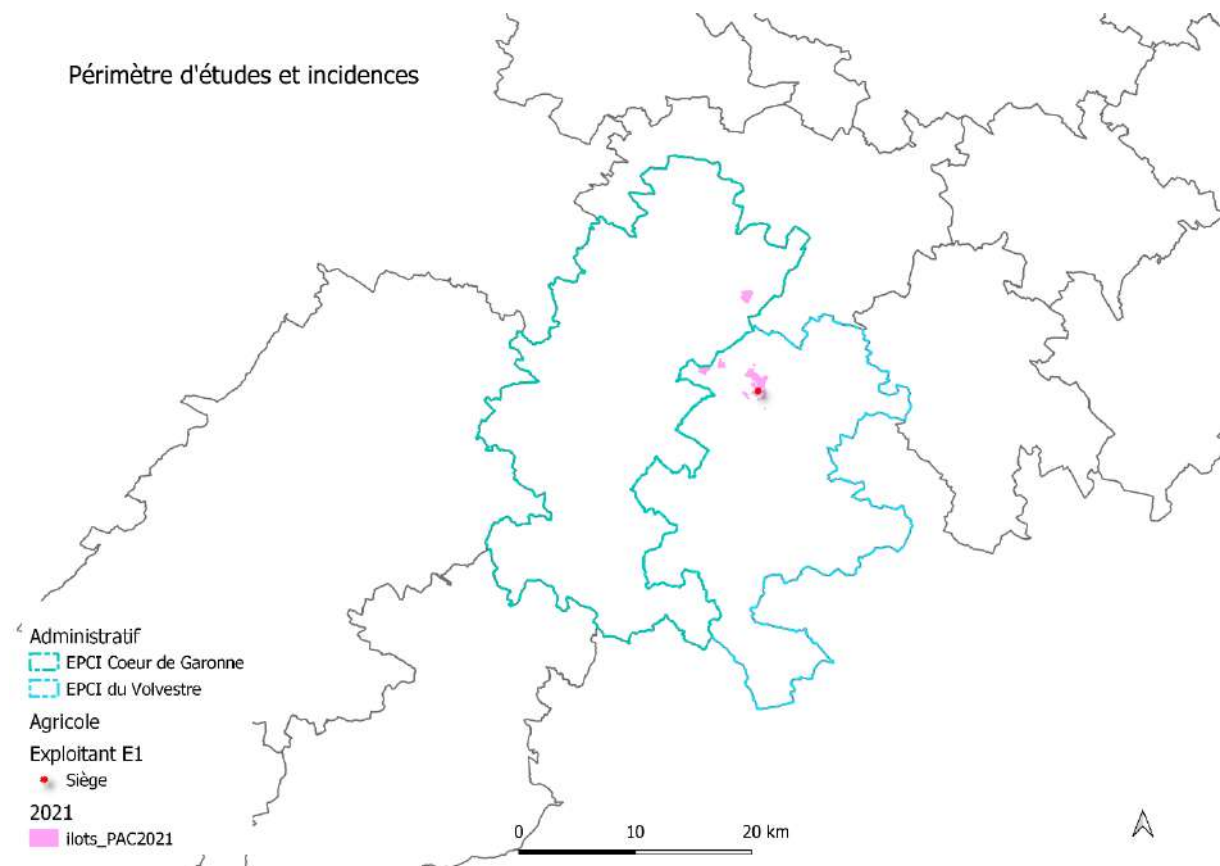 Périmètre d'études et incidences
Administratif
EPCI Coeur de Garonne
EPCI du Volvestre
Agricole
Exploitant E1
Siège
2021
ilots_PAC2021
0 10 20 km